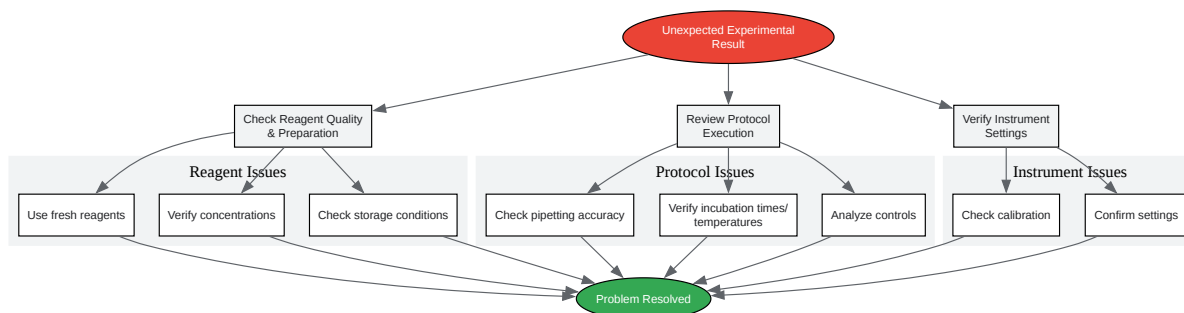 Unexpected Experimental
Result
Check Reagent Quality
& Preparation
Review Protocol
Execution
Verify Instrument
Settings
Reagent Issues
Protocol Issues
Instrument Issues
Use fresh reagents
Verify concentrations
Check storage conditions
Check pipetting accuracy
Verify incubation times/
temperatures
Analyze controls
Check calibration
Confirm settings
Problem Resolved